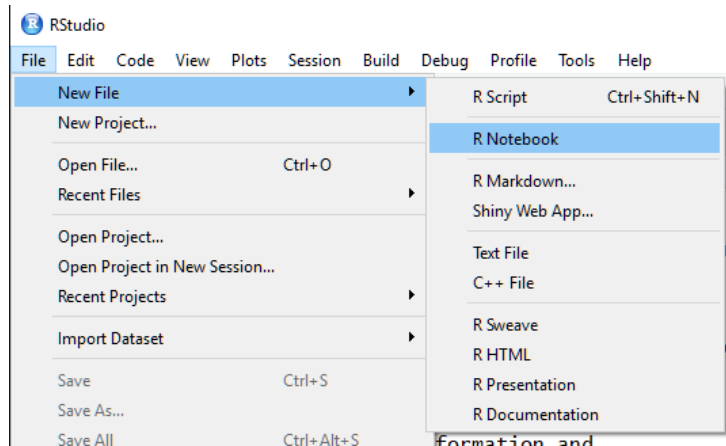 R RStudio
File Edit Code View Plots Session Build Debug Profile Tools Help
New File
New Project...
Open File... Ctrl+O
Recent Files
Open Project...
Open Project in New Session...
Recent Projects
Import Dataset
Save Ctrl+S
Save As...
Save All Ctrl+Alt+S
R Script Ctrl+Shift+N
R Notebook
R Markdown...
Shiny Web App...
Text File
C++ File
R Sweave
R HTML
R Presentation
R Documentation
formation and